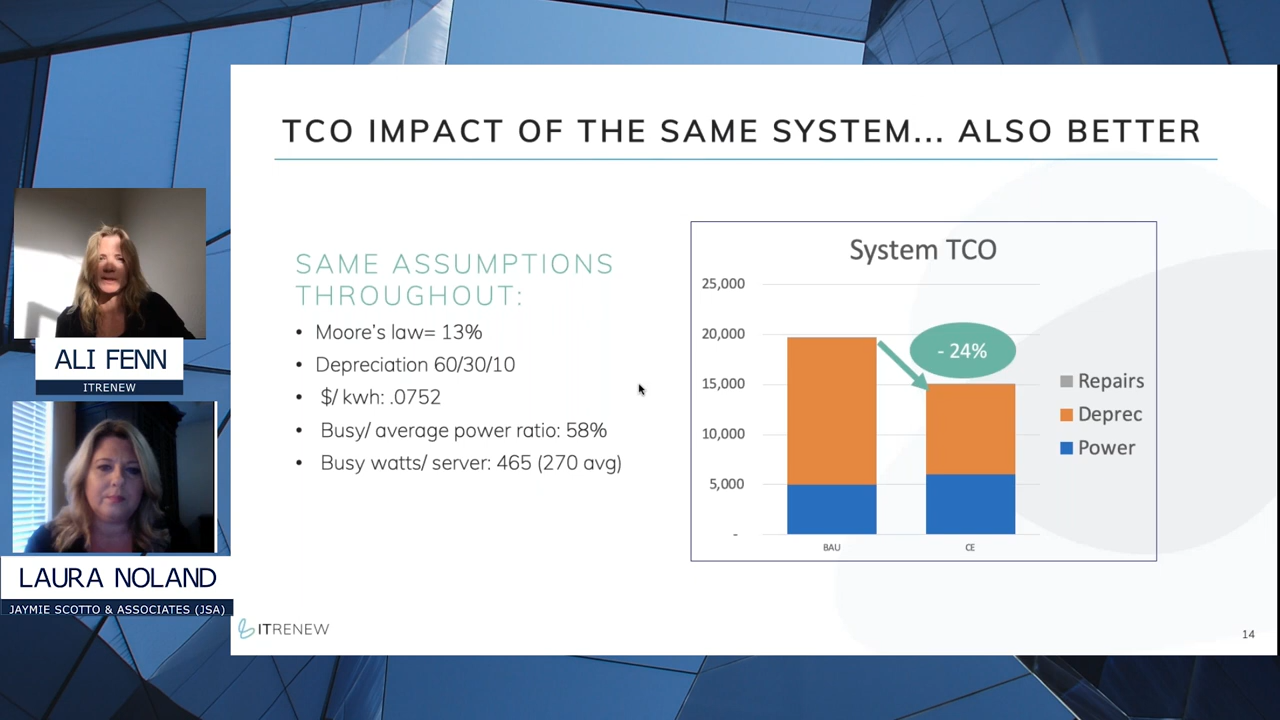 TCO IMPACT OF THE SAME SYSTEM... ALSO BETTER
ALI FENN
ITRENEW
LAURA NOLAND
JAYMIE SCOTTO & ASSOCIATES (JSA)
SAME ASSUMPTIONS
THROUGHOUT:
• Moore's law= 13%
• Depreciation 60/30/10
• $/ kwh: .0752
• Busy/ average power ratio: 58%
• Busy watts/ server: 465 (270 avg)
System TCO
25,000
20,000
15,000
10,000
5,000
-
- 24%
BAU
CE
Repairs
Deprec
Power
ITRENEW
14